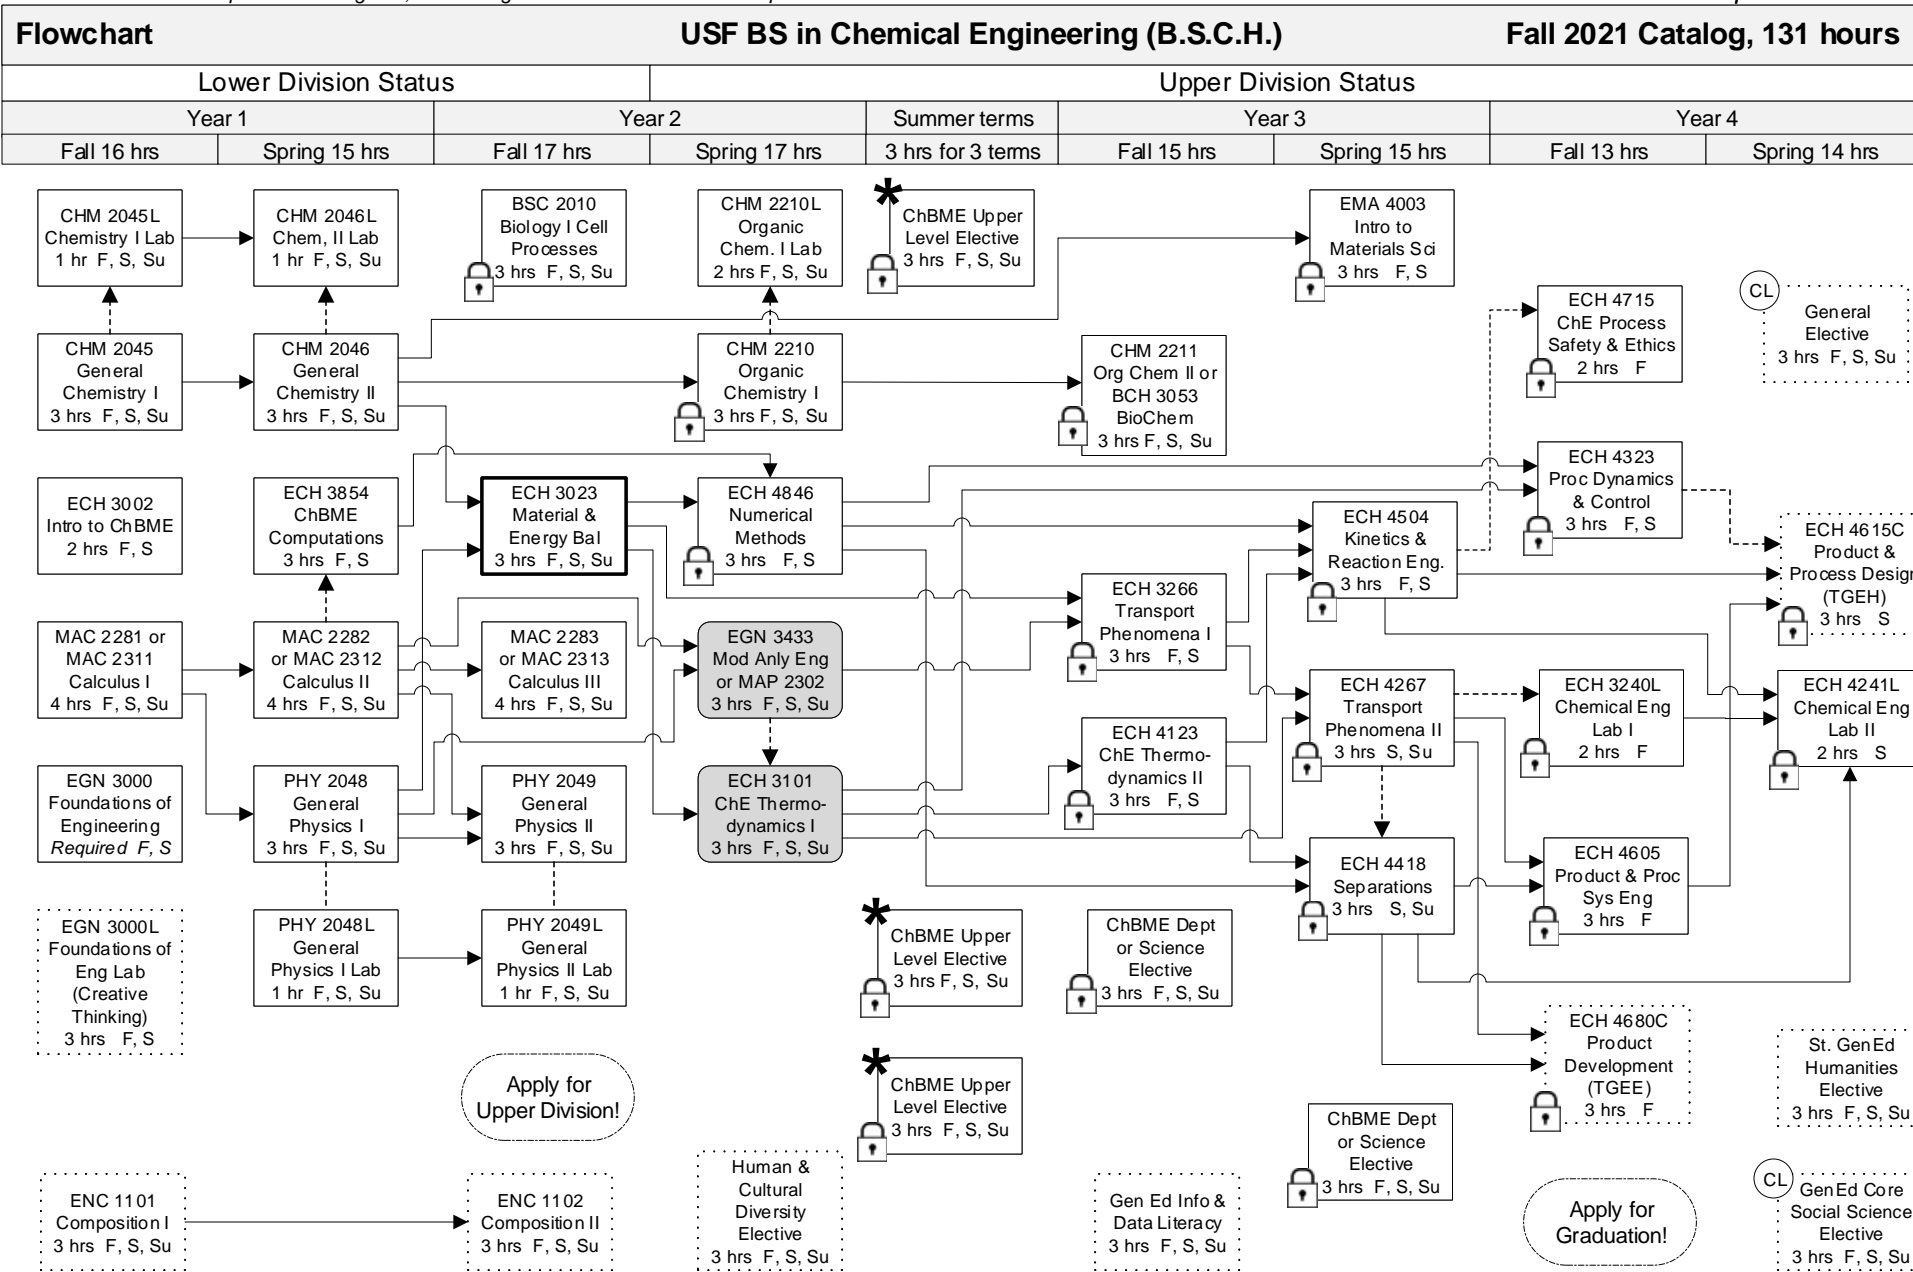 Flowchart
USF BS in Chemical Engineering (B.S.C.H.)
Fall 2021 Catalog, 131 hours
Lower Division Status
Upper Division Status
Year 1
Year 2
Summer terms
Year 3
Year 4
Fall 16 hrs
Spring 15 hrs
Fall 17 hrs
Spring 17 hrs
3 hrs for 3 terms
Fall 15 hrs
Spring 15 hrs
Fall 13 hrs
Spring 14 hrs
CHM 2045L
Chemistry I Lab
1 hr F, S, Su
CHM 2046L
Chem, II Lab
1 hr F, S, Su
BSC 2010
Biology I Cell
Processes
3 hrs F, S, Su
CHM 2210L
Organic
Chem. I Lab
2 hrs F, S, Su
*
ChBME Upper
Level Elective
3 hrs F, S, Su
EMA 4003
Intro to
Materials Sci
3 hrs F, S
ECH 4715
ChE Process
Safety & Ethics
2 hrs F
CL
General
Elective
3 hrs F, S, Su
CHM 2045
General
Chemistry I
3 hrs F, S, Su
CHM 2046
General
Chemistry II
3 hrs F, S, Su
CHM 2210
Organic
Chemistry I
3 hrs F, S, Su
CHM 2211
Org Chem II or
BCH 3053
BioChem
3 hrs F, S, Su
ECH 3002
Intro to ChBME
2 hrs F, S
ECH 3854
ChBME
Computations
3 hrs F, S
ECH 3023
Material &
Energy Bal
3 hrs F, S, Su
ECH 4846
Numerical
Methods
3 hrs F, S
ECH 4504
Kinetics &
Reaction Eng.
3 hrs F, S
ECH 4323
Proc Dynamics
& Control
3 hrs F, S
ECH 4615C
Product &
Process Design
(TGEH)
3 hrs S
MAC 2281 or
MAC 2311
Calculus I
4 hrs F, S, Su
MAC 2282
or MAC 2312
Calculus II
4 hrs F, S, Su
MAC 2283
or MAC 2313
Calculus III
4 hrs F, S, Su
EGN 3433
Mod Anly Eng
or MAP 2302
3 hrs F, S, Su
ECH 3266
Transport
Phenomena I
3 hrs F, S
ECH 4267
Transport
Phenomena II
3 hrs S, Su
ECH 3240L
Chemical Eng
Lab I
2 hrs F
ECH 4241L
Chemical Eng
Lab II
2 hrs S
EGN 3000
Foundations of
Engineering
Required F, S
PHY 2048
General
Physics I
3 hrs F, S, Su
PHY 2049
General
Physics II
3 hrs F, S, Su
ECH 3101
ChE Thermo-
dynamics I
3 hrs F, S, Su
ECH 4123
ChE Thermo-
dynamics II
3 hrs F, S
ECH 4418
Separations
3 hrs S, Su
ECH 4605
Product & Proc
Sys Eng
3 hrs F
EGN 3000L
Foundations of
Eng Lab
(Creative
Thinking)
3 hrs F, S
PHY 2048L
General
Physics I Lab
1 hr F, S, Su
PHY 2049L
General
Physics II Lab
1 hr F, S, Su
*
ChBME Upper
Level Elective
3 hrs F, S, Su
ChBME Dept
or Science
Elective
3 hrs F, S, Su
ECH 4680C
Product
Development
(TGEE)
3 hrs F
St. GenEd
Humanities
Elective
3 hrs F, S, Su
Apply for
Upper Division!
*
ChBME Upper
Level Elective
3 hrs F, S, Su
ChBME Dept
or Science
Elective
3 hrs F, S, Su
ENC 1101
Composition I
3 hrs F, S, Su
ENC 1102
Composition II
3 hrs F, S, Su
Human &
Cultural
Diversity
Elective
3 hrs F, S, Su
Gen Ed Info &
Data Literacy
3 hrs F, S, Su
Apply for
Graduation!
CL
GenEd Core
Social Science
Elective
3 hrs F, S, Su